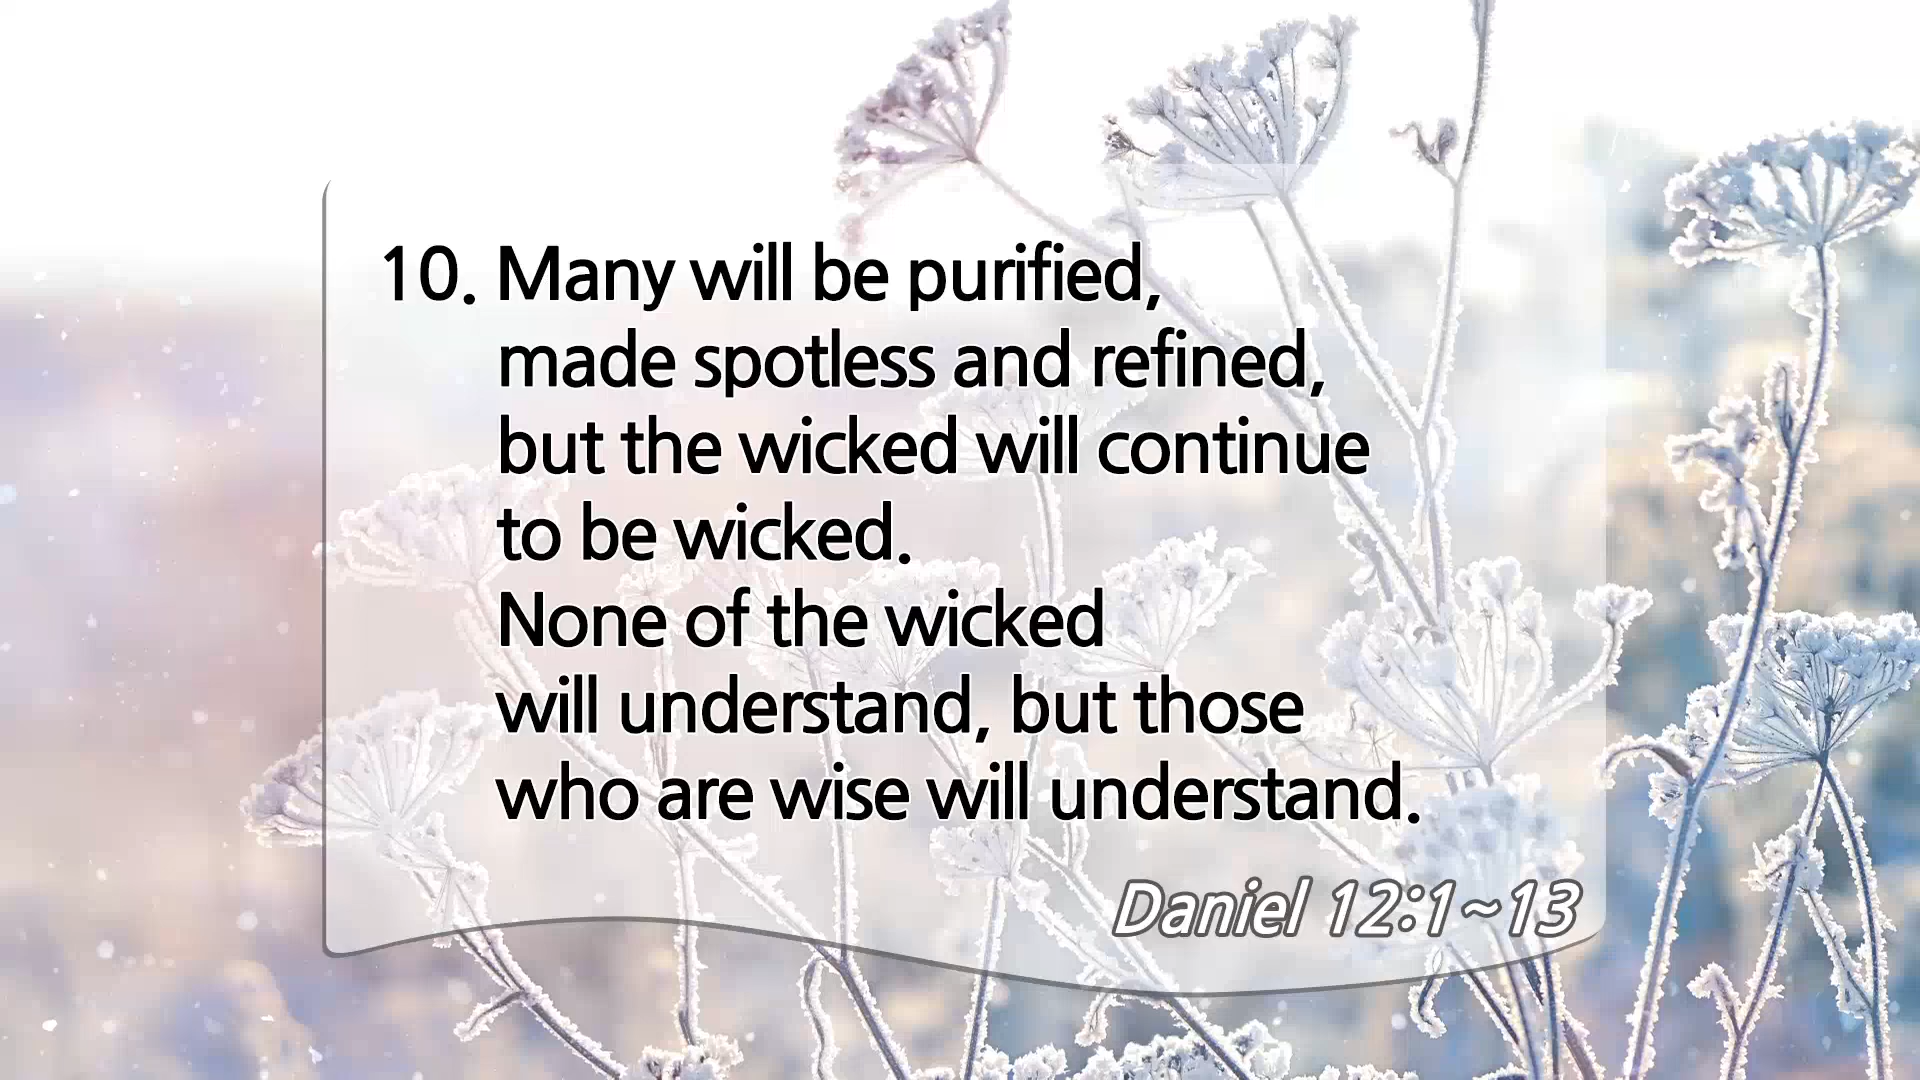 10. Many will be purified,
made spotless and refined,
but the wicked will continue
to be wicked.
None of the wicked
will understand, but those
who are wise will understand.
Daniel 12:1~13